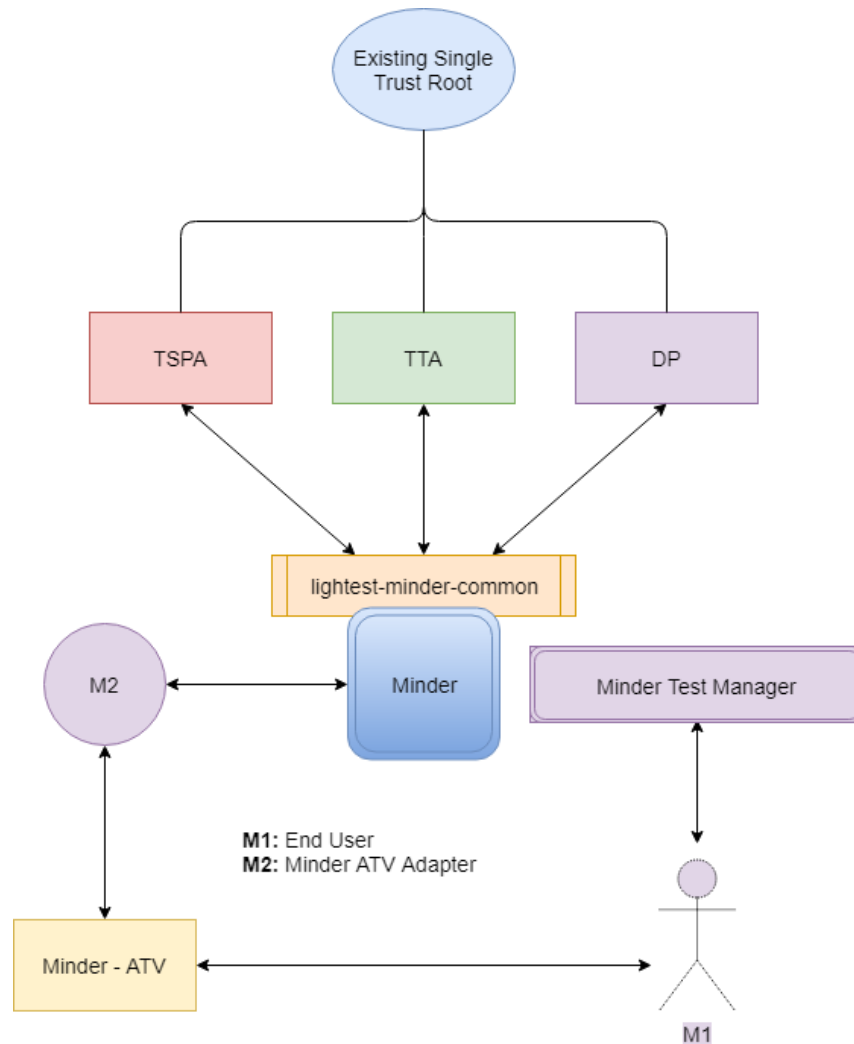 Existing Single
Trust Root
TSPA
TTA
DP
lightest-minder-common
M2
Minder
Minder Test Manager
M1: End User
M2: Minder ATV Adapter
Minder - ATV
M1